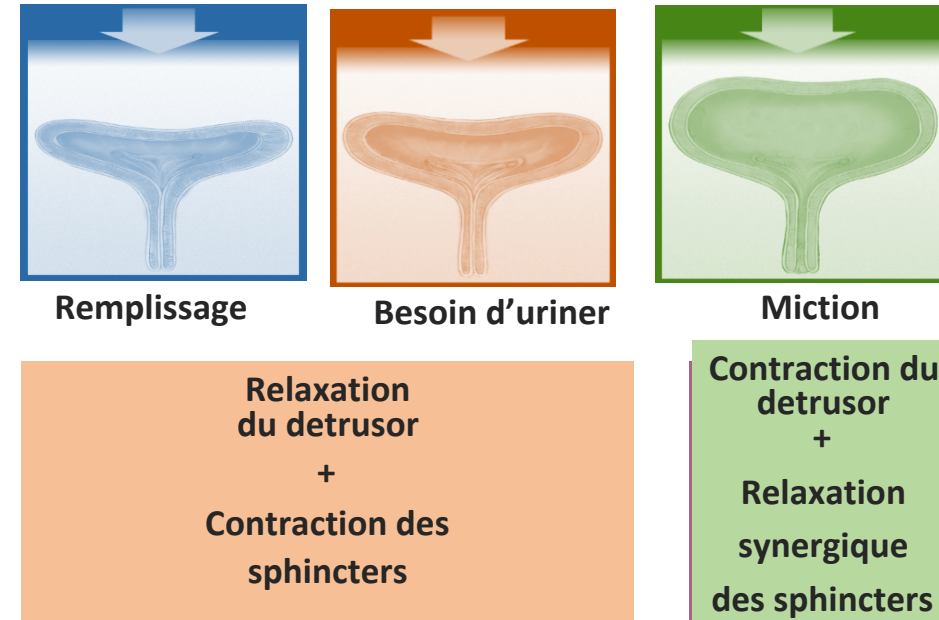 Remplissage
Besoin d’uriner
Miction
Relaxation
du detrusor
+
Contraction des
sphincters
Contraction du
detrusor
+
Relaxation
synergique
des sphincters